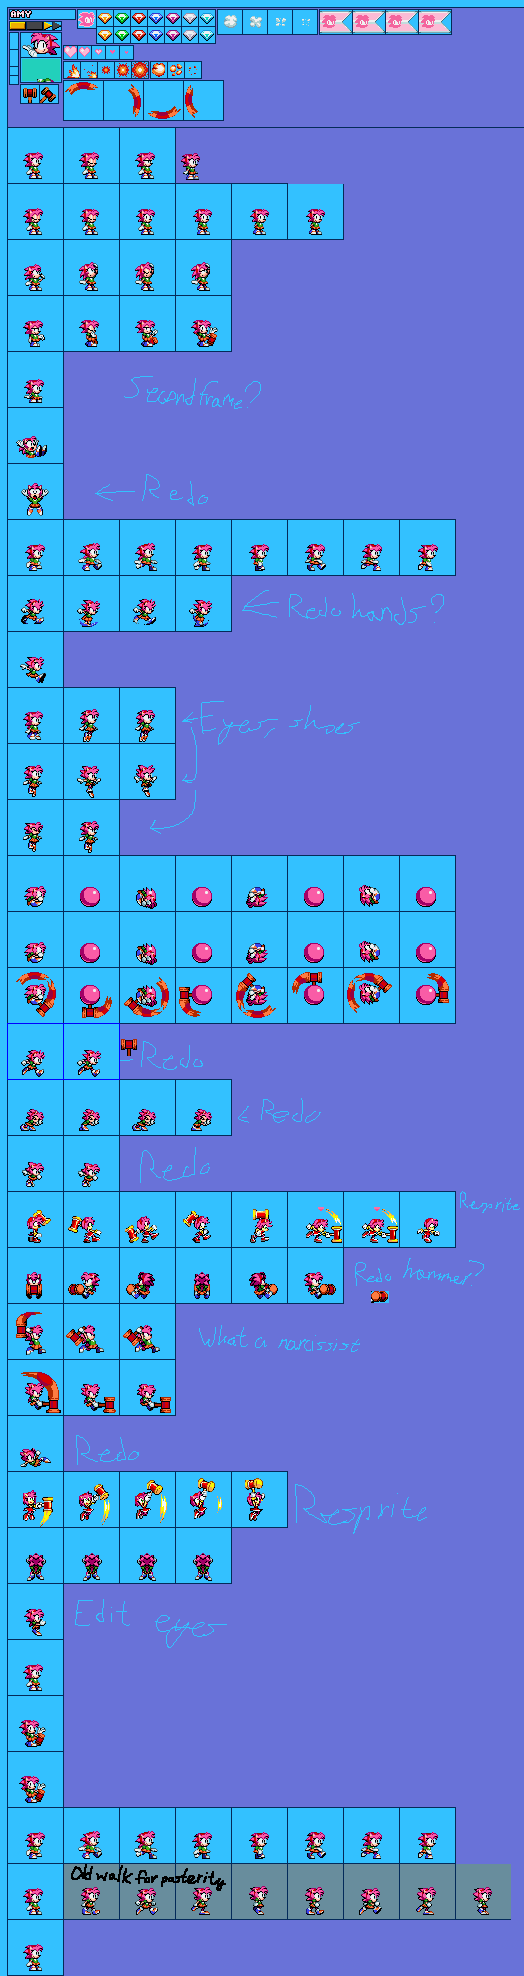 AMY
Second frame?
Redo
Redo hands?
Eyes, shoes
Redo
Redo
Redo
Resprite
Redo hammer?
What a narcissist
Redo
Resprite
Edit eyes
Old walk for posterity